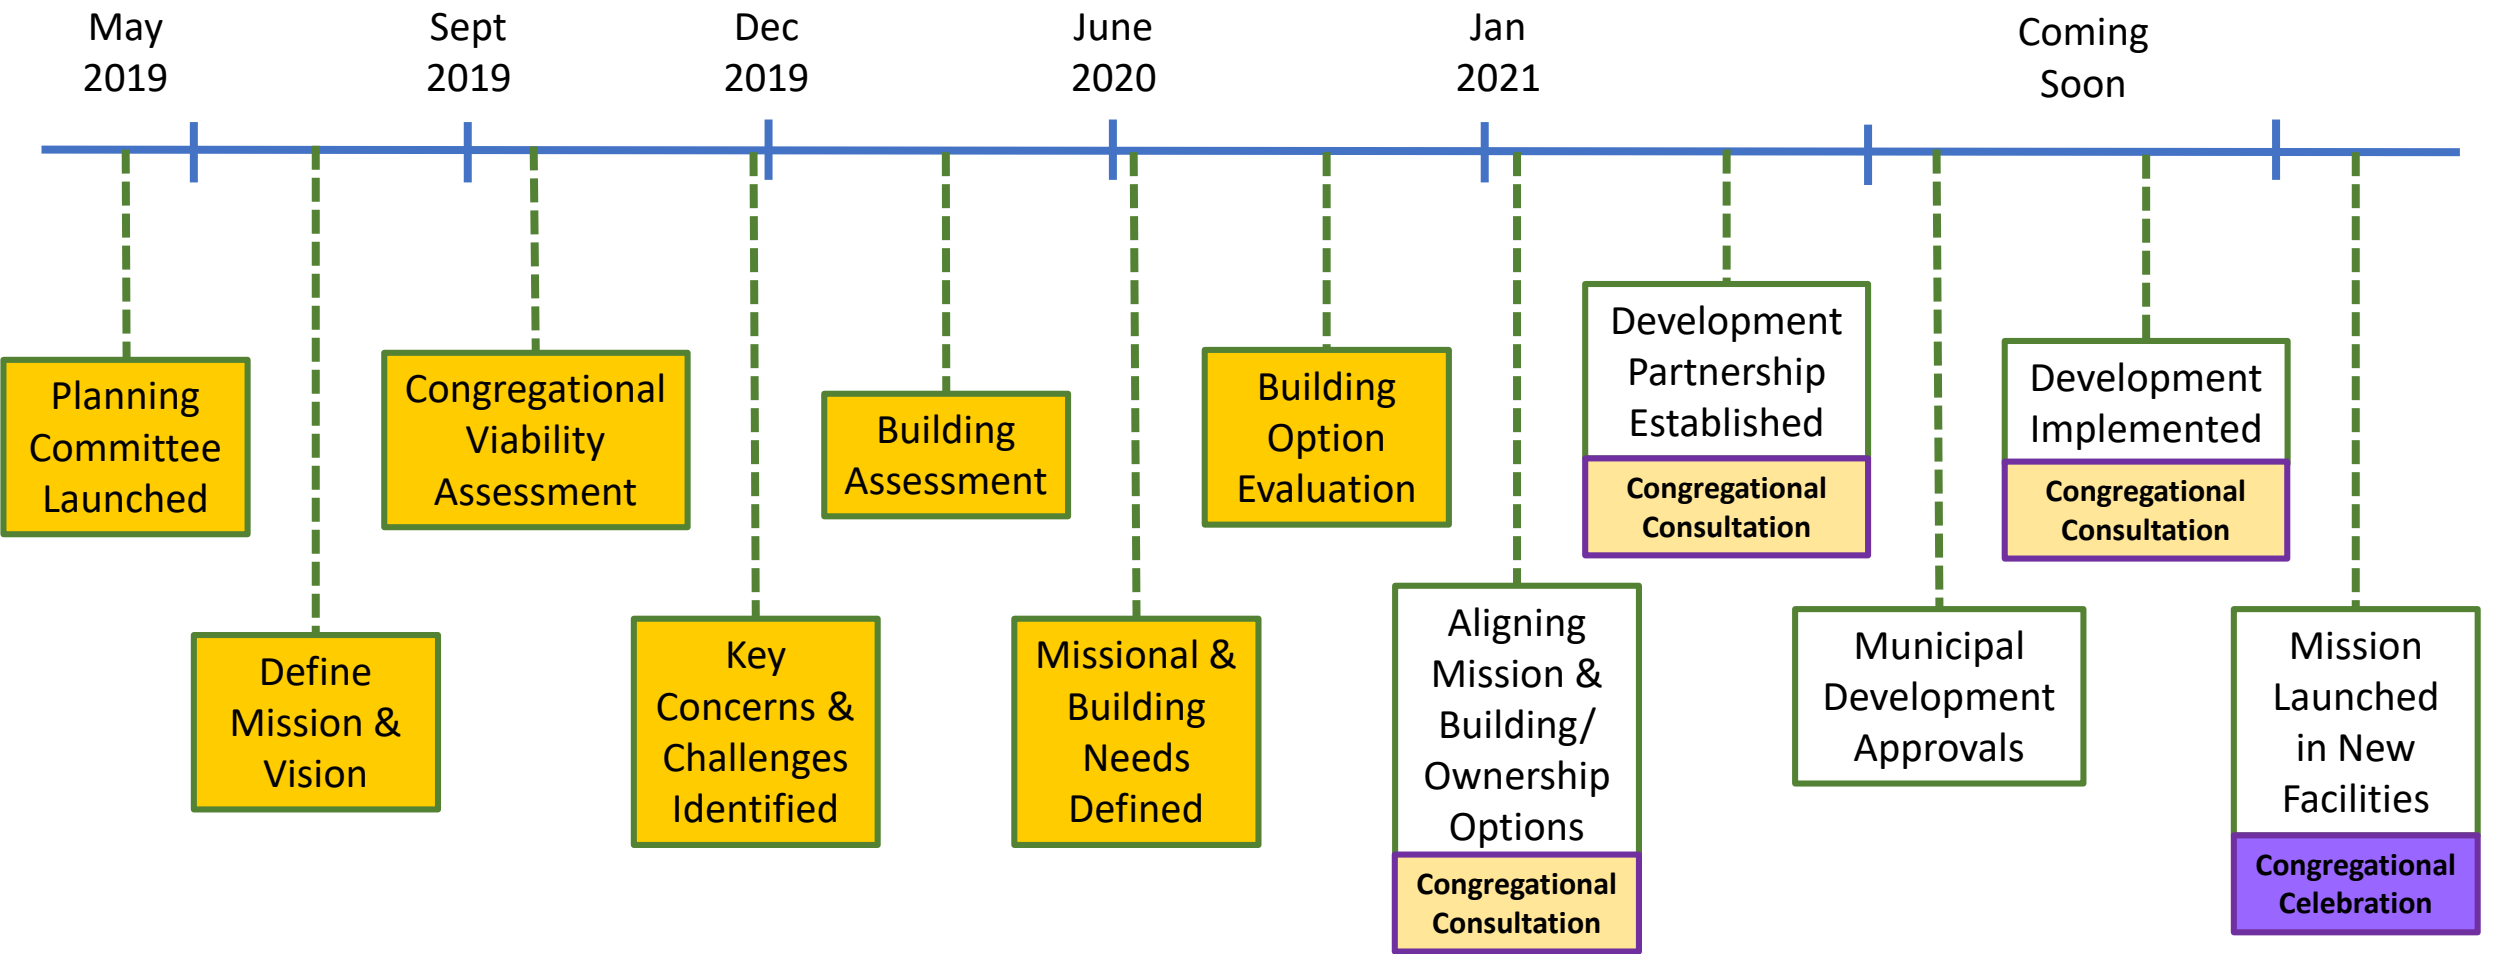 May
2019
Sept
2019
Dec
2019
June
2020
Jan
2021
Coming
Soon
Planning
Committee
Launched
Define
Mission &
Vision
Congregational
Viability
Assessment
Key
Concerns &
Challenges
Identified
Building
Assessment
Missional &
Building
Needs
Defined
Building
Option
Evaluation
Aligning
Mission &
Building/
Ownership
Options
Congregational
Consultation
Development
Partnership
Established
Congregational
Consultation
Municipal
Development
Approvals
Development
Implemented
Congregational
Consultation
Mission
Launched
in New
Facilities
Congregational
Celebration